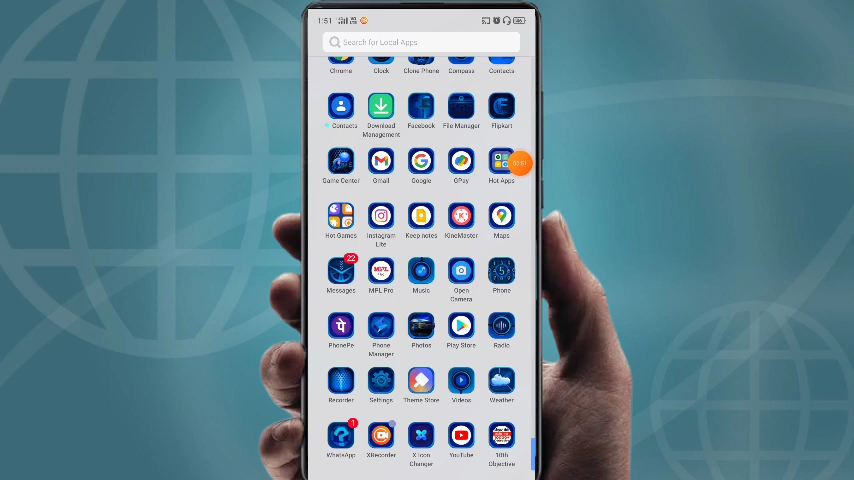 1:51
Search for Local Apps
Chrome Clock Clone Phone Compass Contacts
Contacts Download Management Facebook File Manager Flipkart
Game Center Gmail Google GPay Hot Apps
Hot Games Instagram Lite Keep notes KineMaster Maps
22
Messages MPL Pro Music Open Camera Phone
PhonePe Phone Manager Photos Play Store Radio
Recorder Settings Theme Store Videos Weather
1
WhatsApp XRecorder X Icon Changer YouTube 10th Objective